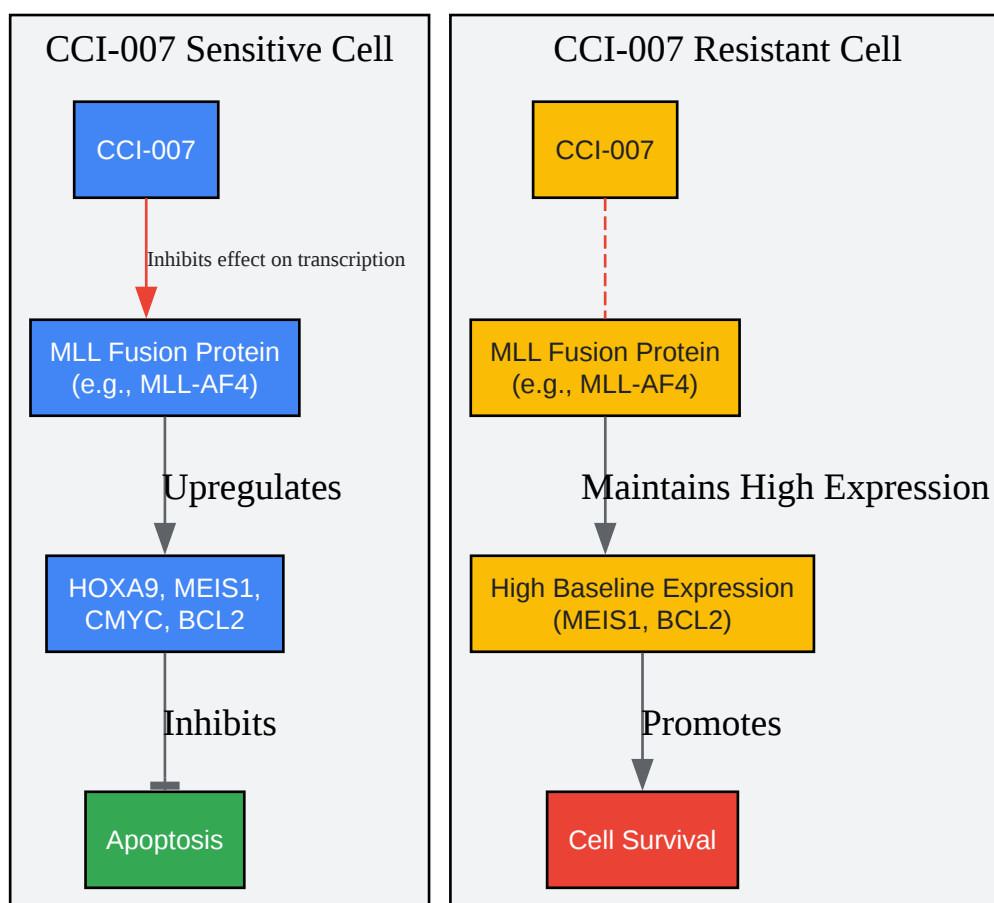 CCI-007 Sensitive Cell
CCI-007
Inhibits effect on transcription
MLL Fusion Protein
(e.g., MLL-AF4)
Upregulates
HOXA9, MEIS1,
CMYC, BCL2
Inhibits
Apoptosis
CCI-007 Resistant Cell
CCI-007
MLL Fusion Protein
(e.g., MLL-AF4)
Maintains High Expression
High Baseline Expression
(MEIS1, BCL2)
Promotes
Cell Survival